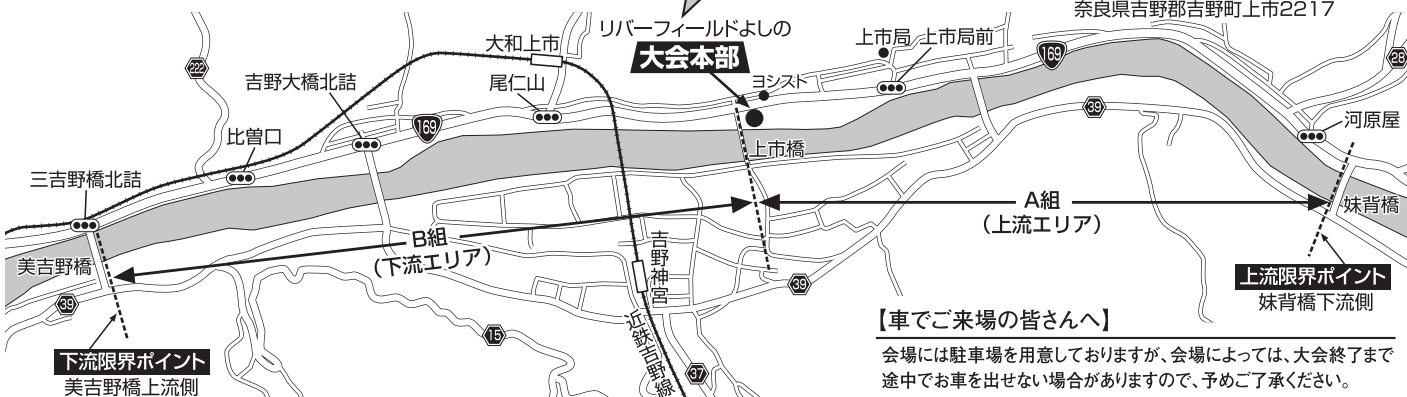 奈良県吉野郡吉野町上市2217
リバーフィールドよしの
大会本部
大和上市
上市局
上市局前
169
28
222
吉野大橋北詰
尾仁山
ヨシスト
39
河原屋
169
比曽口
上市橋
三吉野橋北詰
A組
(上流エリア)
妹背橋
B組
(下流エリア)
吉野神宮
美吉野橋
39
39
上流限界ポイント
妹背橋下流側
15
近鉄吉野線
37
下流限界ポイント
美吉野橋上流側
【車でご来場の皆さんへ】
会場には駐車場を用意しておりますが、会場によっては、大会終了まで
途中でお車を出せない場合がありますので、予めご了承ください。